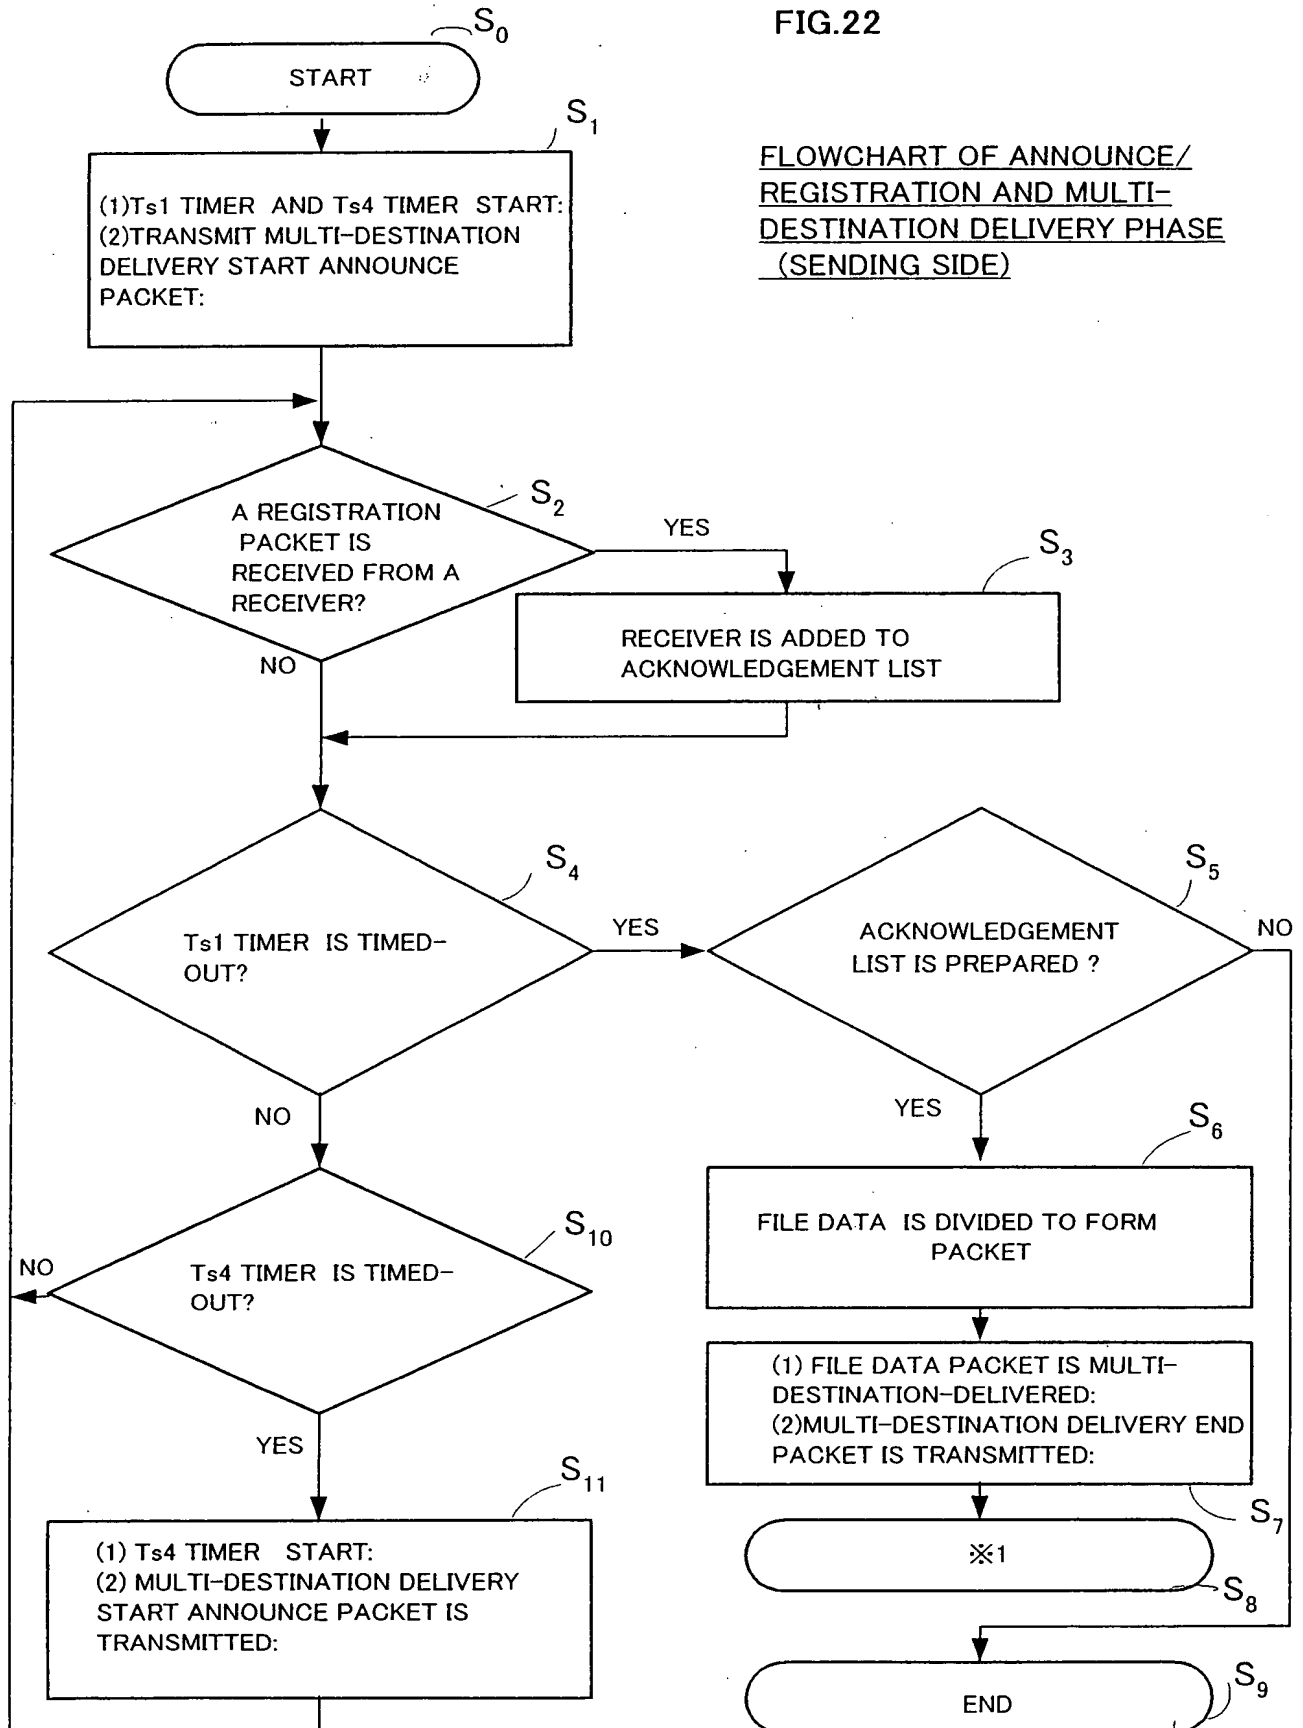 FIG.22
FLOWCHART OF ANNOUNCE/
REGISTRATION AND MULTI-
DESTINATION DELIVERY PHASE
(SENDING SIDE)
S0
START
S1
(1)Ts1 TIMER AND Ts4 TIMER START:
(2)TRANSMIT MULTI-DESTINATION
DELIVERY START ANNOUNCE
PACKET:
S2
A REGISTRATION
PACKET IS
RECEIVED FROM A
RECEIVER?
YES
NO
S3
RECEIVER IS ADDED TO
ACKNOWLEDGEMENT LIST
S4
Ts1 TIMER IS TIMED-
OUT?
YES
NO
S5
ACKNOWLEDGEMENT
LIST IS PREPARED ?
NO
YES
S6
FILE DATA IS DIVIDED TO FORM
PACKET
(1) FILE DATA PACKET IS MULTI-
DESTINATION-DELIVERED:
(2)MULTI-DESTINATION DELIVERY END
PACKET IS TRANSMITTED:
S7
※1
S8
END
S9
S10
Ts4 TIMER IS TIMED-
OUT?
NO
YES
S11
(1) Ts4 TIMER START:
(2) MULTI-DESTINATION DELIVERY
START ANNOUNCE PACKET IS
TRANSMITTED: